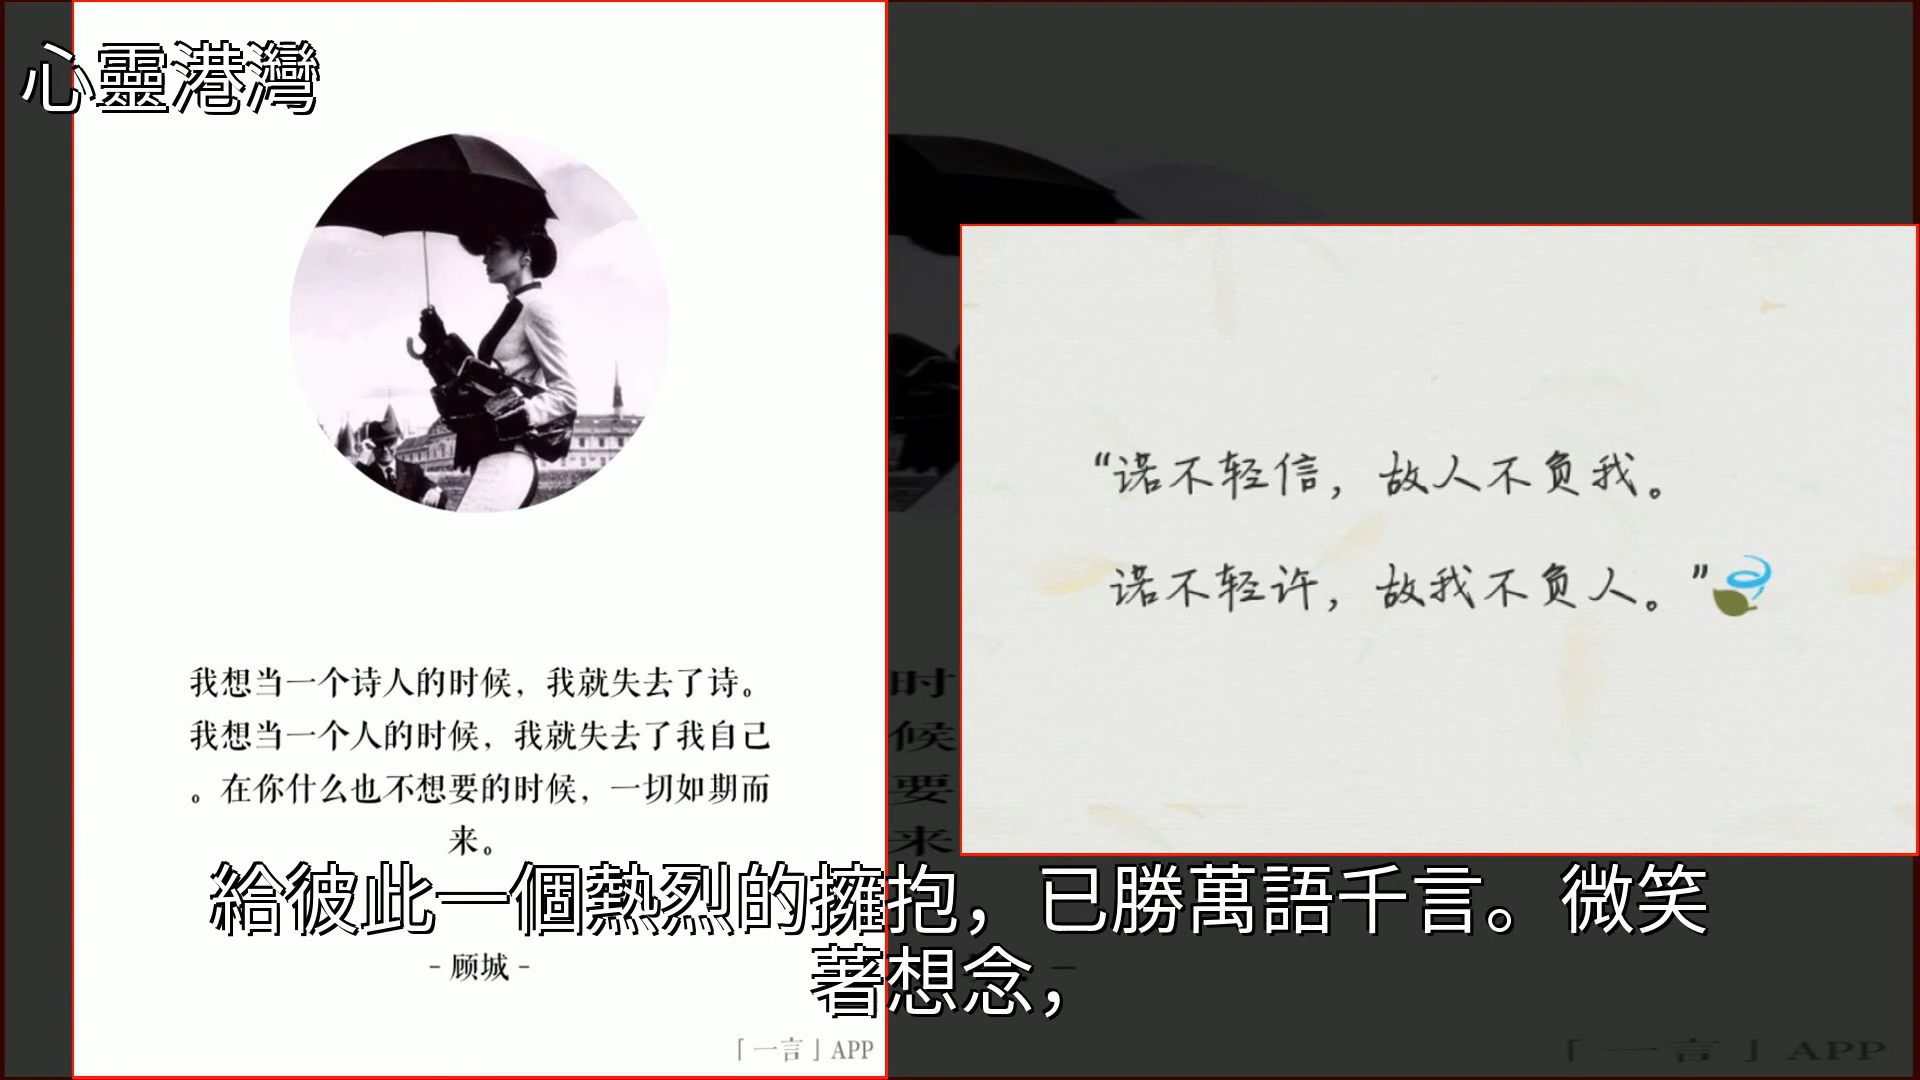 心靈港灣
我想当一个诗人的时候，我就失去了诗。
我想当一个人的时候，我就失去了我自己
。在你什么也不想要的时候，一切如期而
来。
- 顾城 -
「一言」APP
“诺不轻信，故人不负我。
诺不轻许，故我不负人。”
时
候
要
来
給彼此一個熱烈的擁抱，已勝萬語千言。微笑
著想念，
「一言」APP